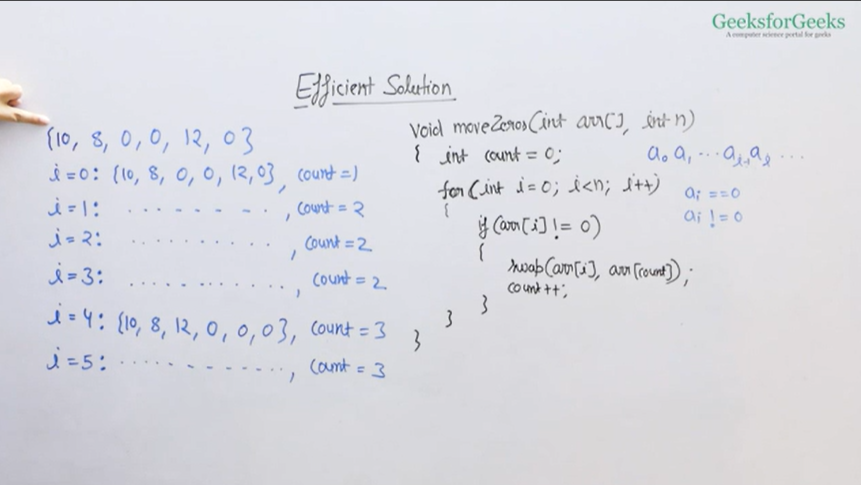 GeeksforGeeks
A computer science portal for geeks
Efficient Solution
{10, 8, 0, 0, 12, 0}
i=0: {10, 8, 0, 0, 12, 0}, count=1
i=1: . . . . . . . . , count = 2
i=2: . . . . . . . . . . , count = 2
i=3: . . . . . . . . . . . . , count = 2
i=4: {10, 8, 12, 0, 0, 0}, count = 3
i=5: . . . . . . . . . . . . , count = 3
void moveZeros(int arr[], int n)
{ int count = 0;
for(int i=0; i<n; i++)
{
if(arr[i] != 0)
{
swap(arr[i], arr[count]);
count++;
}
}
}
a₀ a₁ ... aᵢ₋₁ aᵢ ...
aᵢ == 0
aᵢ != 0